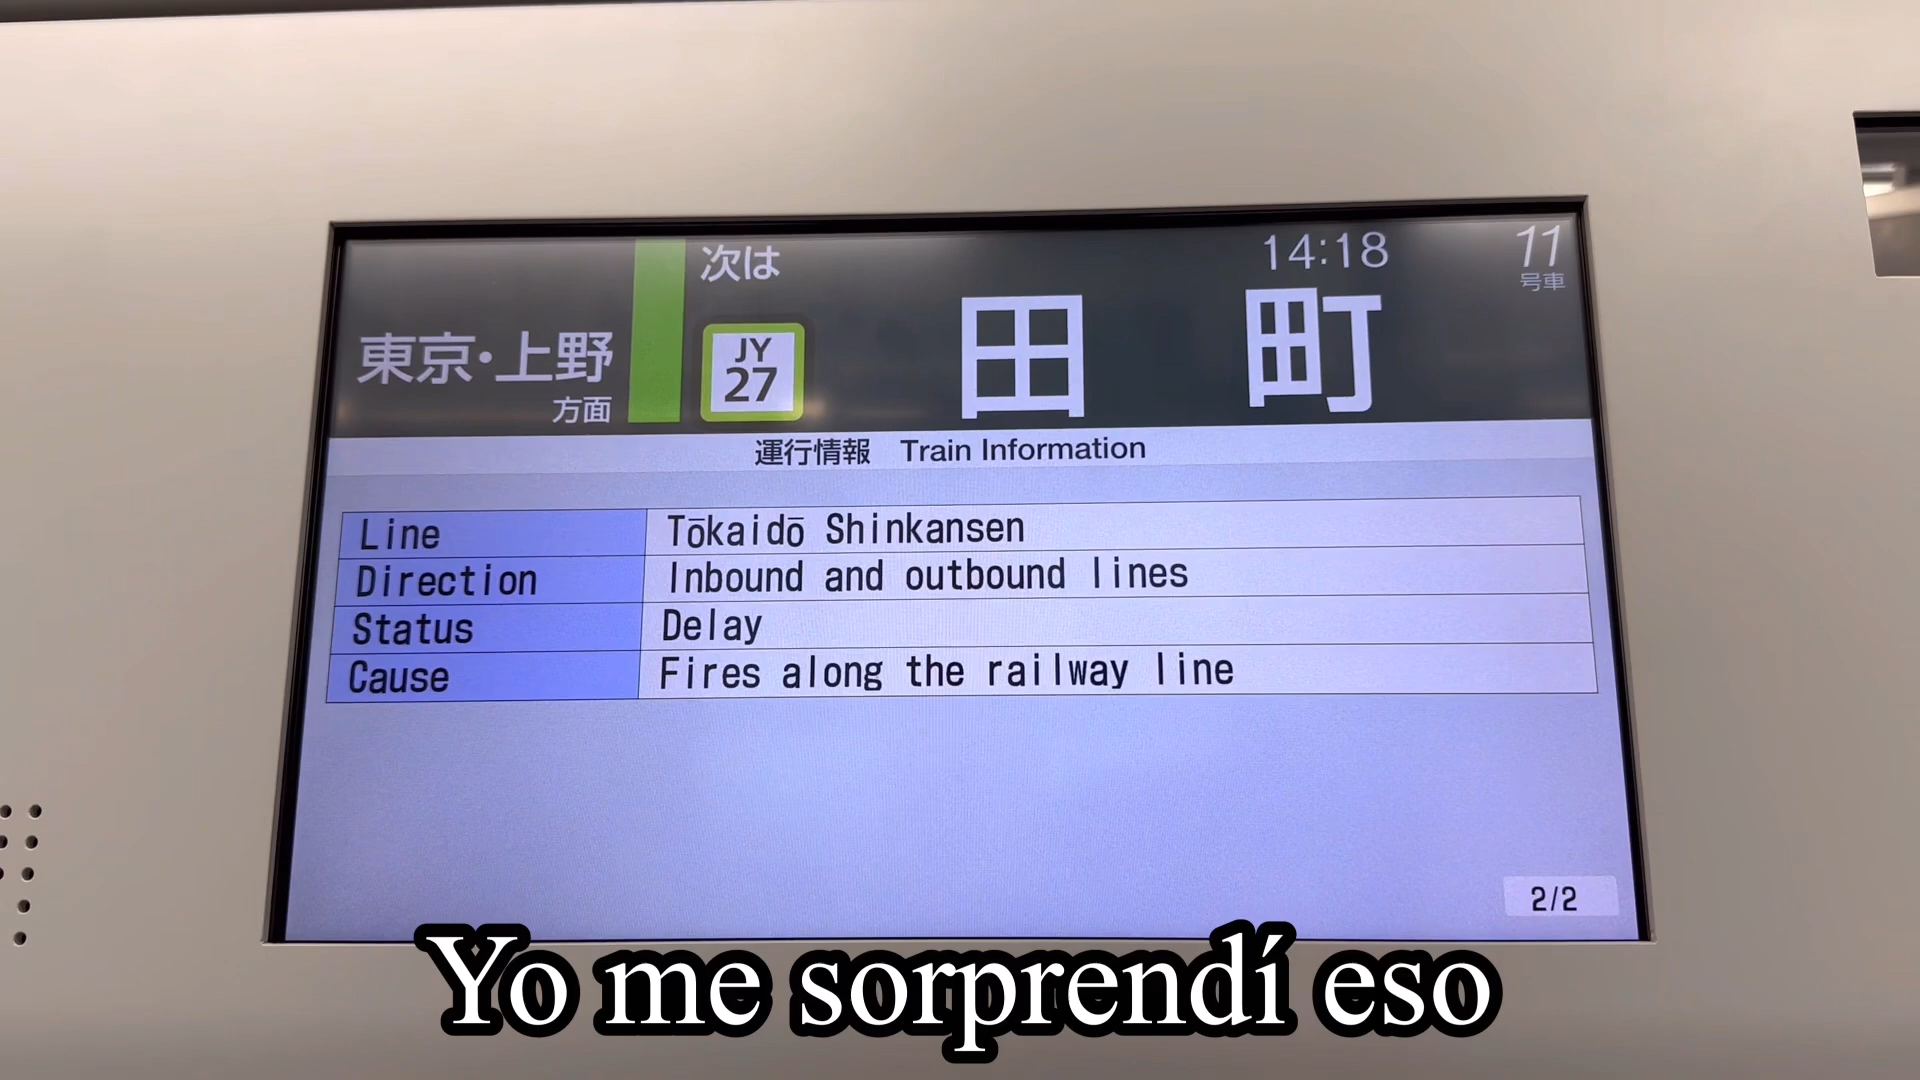 次は
14:18
11
号車
東京・上野
方面
JY
27
田町
運行情報 Train Information
Line Tōkaidō Shinkansen
Direction Inbound and outbound lines
Status Delay
Cause Fires along the railway line
2/2
Yo me sorprendí eso